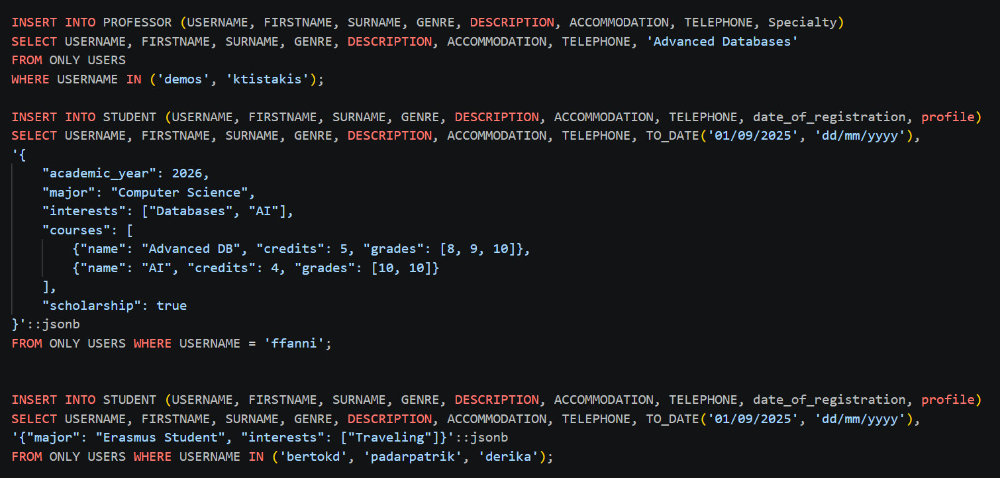 INSERT INTO PROFESSOR (USERNAME, FIRSTNAME, SURNAME, GENRE, DESCRIPTION, ACCOMMODATION, TELEPHONE, Specialty)
SELECT USERNAME, FIRSTNAME, SURNAME, GENRE, DESCRIPTION, ACCOMMODATION, TELEPHONE, 'Advanced Databases'
FROM ONLY USERS
WHERE USERNAME IN ('demos', 'ktistakis');

INSERT INTO STUDENT (USERNAME, FIRSTNAME, SURNAME, GENRE, DESCRIPTION, ACCOMMODATION, TELEPHONE, date_of_registration, profile)
SELECT USERNAME, FIRSTNAME, SURNAME, GENRE, DESCRIPTION, ACCOMMODATION, TELEPHONE, TO_DATE('01/09/2025', 'dd/mm/yyyy'),
'{
    "academic_year": 2026,
    "major": "Computer Science",
    "interests": ["Databases", "AI"],
    "courses": [
        {"name": "Advanced DB", "credits": 5, "grades": [8, 9, 10]},
        {"name": "AI", "credits": 4, "grades": [10, 10]}
    ],
    "scholarship": true
}'::jsonb
FROM ONLY USERS WHERE USERNAME = 'ffanni';


INSERT INTO STUDENT (USERNAME, FIRSTNAME, SURNAME, GENRE, DESCRIPTION, ACCOMMODATION, TELEPHONE, date_of_registration, profile)
SELECT USERNAME, FIRSTNAME, SURNAME, GENRE, DESCRIPTION, ACCOMMODATION, TELEPHONE, TO_DATE('01/09/2025', 'dd/mm/yyyy'),
'{"major": "Erasmus Student", "interests": ["Traveling"]}'::jsonb
FROM ONLY USERS WHERE USERNAME IN ('bertokd', 'padarpatrik', 'derika');